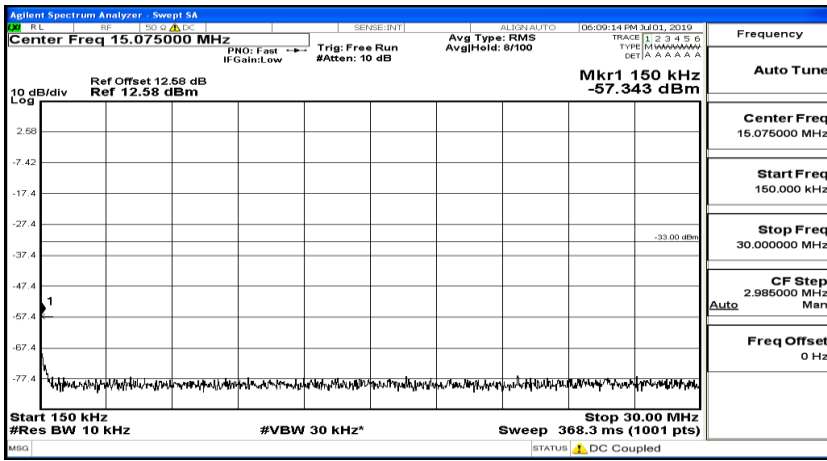 Agilent Spectrum Analyzer - Swept SA
LXI RL RF 50 Ω DC SENSE:INT ALIGN AUTO 06:09:14 PM Jul 01, 2019
Center Freq 15.075000 MHz
PNO: Fast
IFGain:Low
Trig: Free Run
#Atten: 10 dB
Avg Type: RMS
Avg|Hold: 8/100
TRACE 1 2 3 4 5 6
TYPE M WWWWW
DET A A A A A A
Ref Offset 12.58 dB
10 dB/div Ref 12.58 dBm
Log
Mkr1 150 kHz
-57.343 dBm
2.58
-7.42
-17.4
-27.4
-33.00 dBm
-37.4
-47.4
1
-57.4
-67.4
-77.4
Start 150 kHz Stop 30.00 MHz
#Res BW 10 kHz #VBW 30 kHz* Sweep 368.3 ms (1001 pts)
MSG STATUS DC Coupled
Frequency
Auto Tune
Center Freq
15.075000 MHz
Start Freq
150.000 kHz
Stop Freq
30.000000 MHz
CF Step
2.985000 MHz
Auto Man
Freq Offset
0 Hz